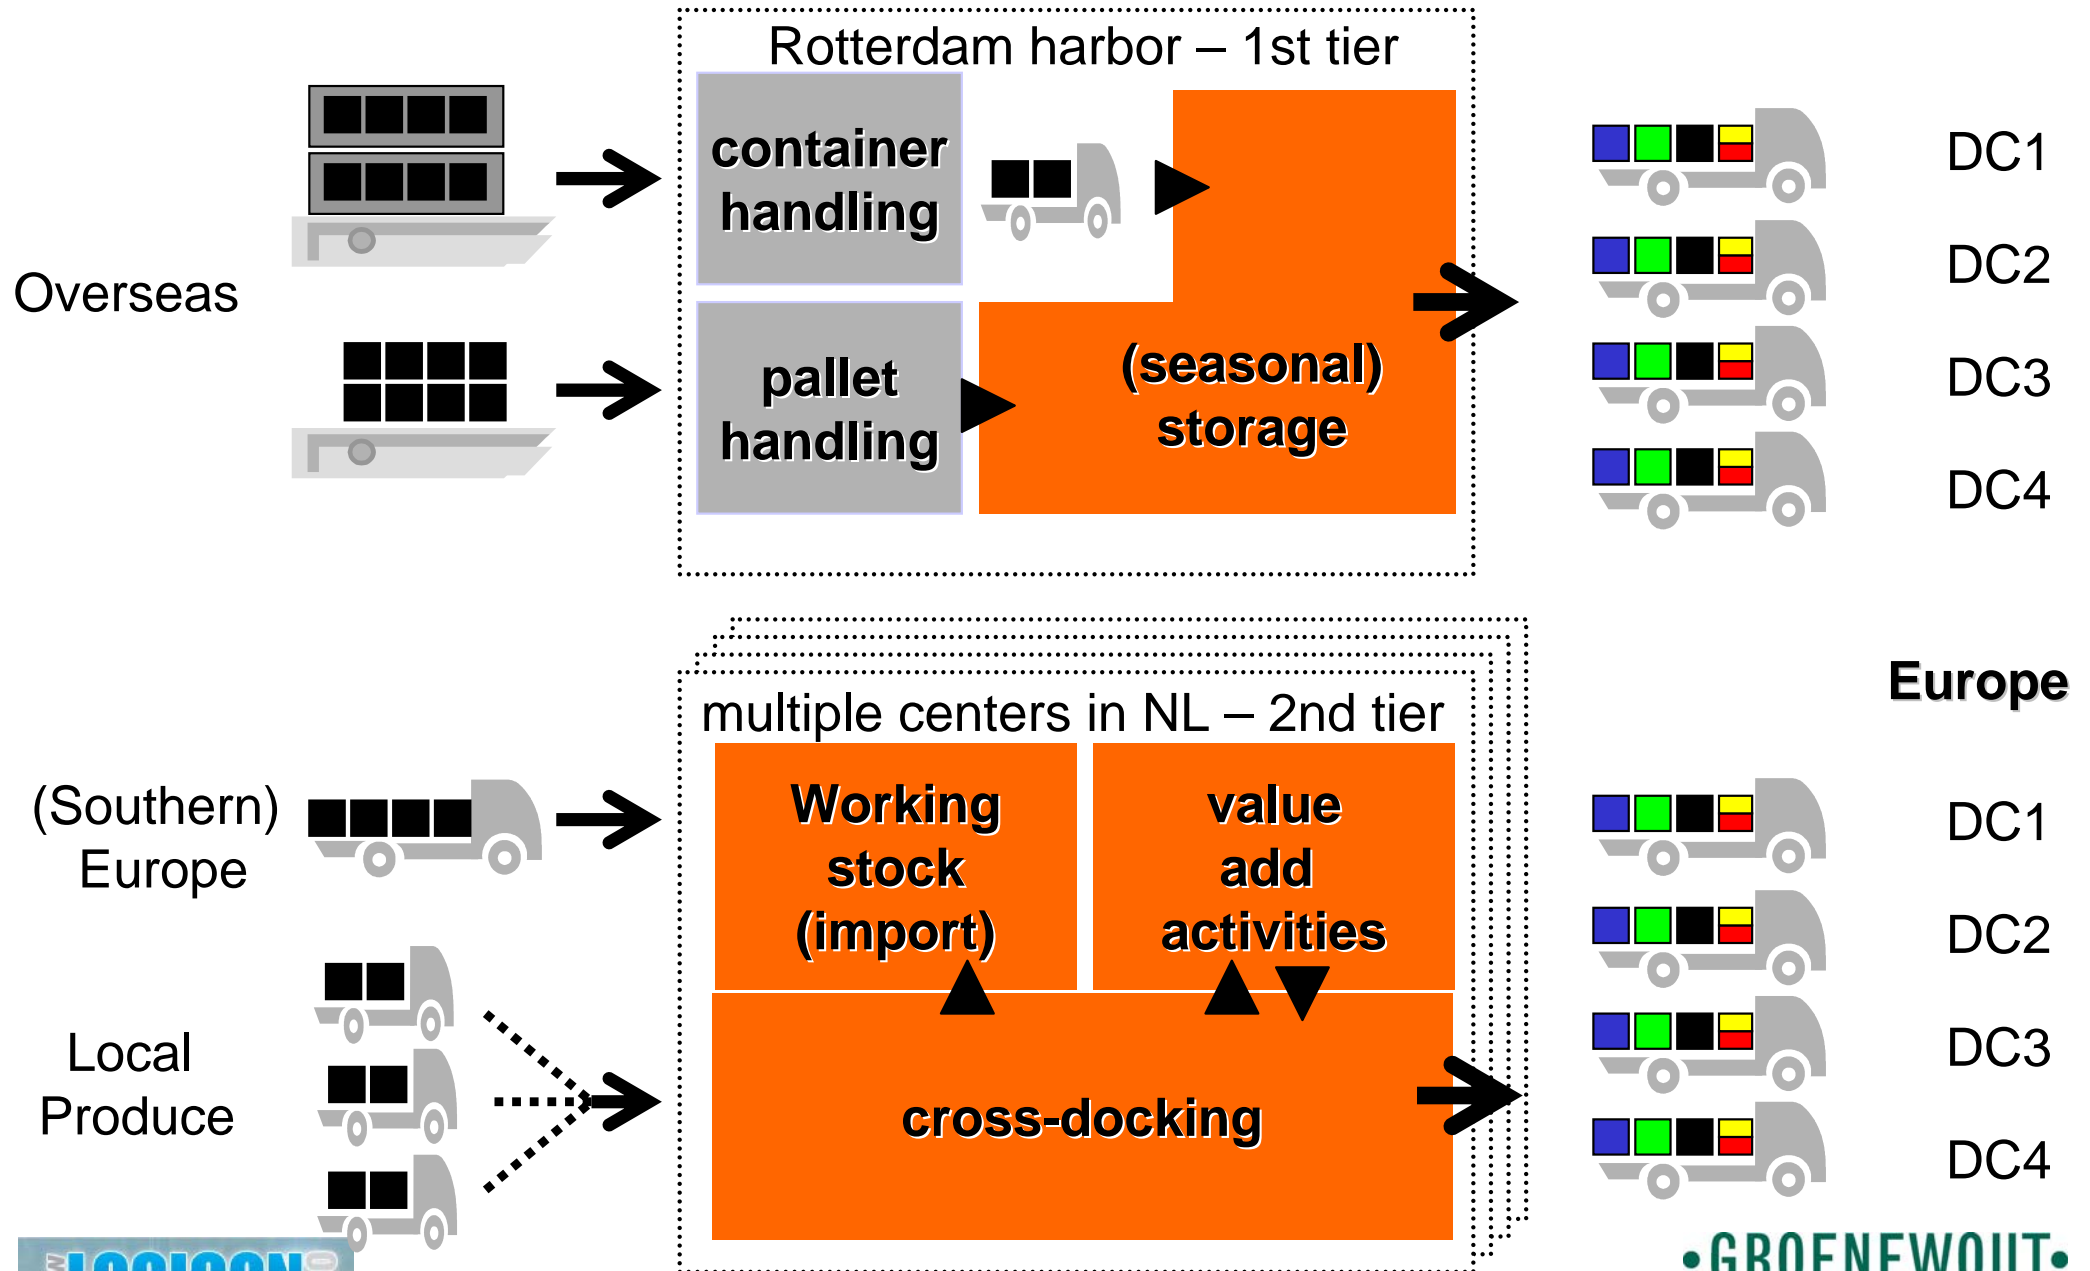 Rotterdam harbor – 1st tier
container
handling
pallet
handling
(seasonal)
storage
Overseas
DC1
DC2
DC3
DC4
Europe
multiple centers in NL – 2nd tier
Working
stock
(import)
value
add
activities
cross-docking
(Southern)
Europe
Local
Produce
DC1
DC2
DC3
DC4
LOGICON
•GROENEWOUT•